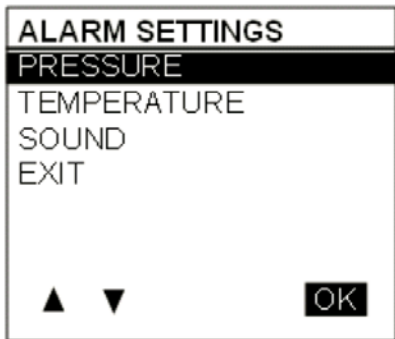 ALARM SETTINGS
PRESSURE
TEMPERATURE
SOUND
EXIT
▲ ▼ OK